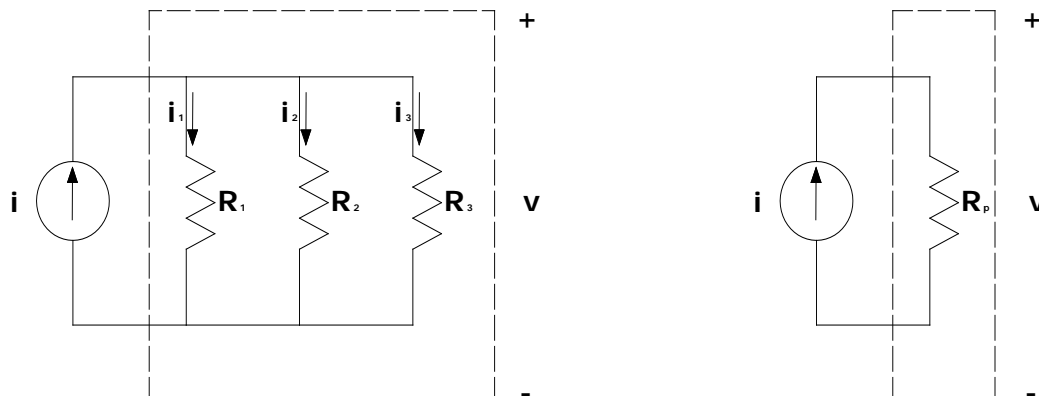 + +
i₁ i₂ i₃
i R₁ R₂ R₃ v i Rₚ v
- -